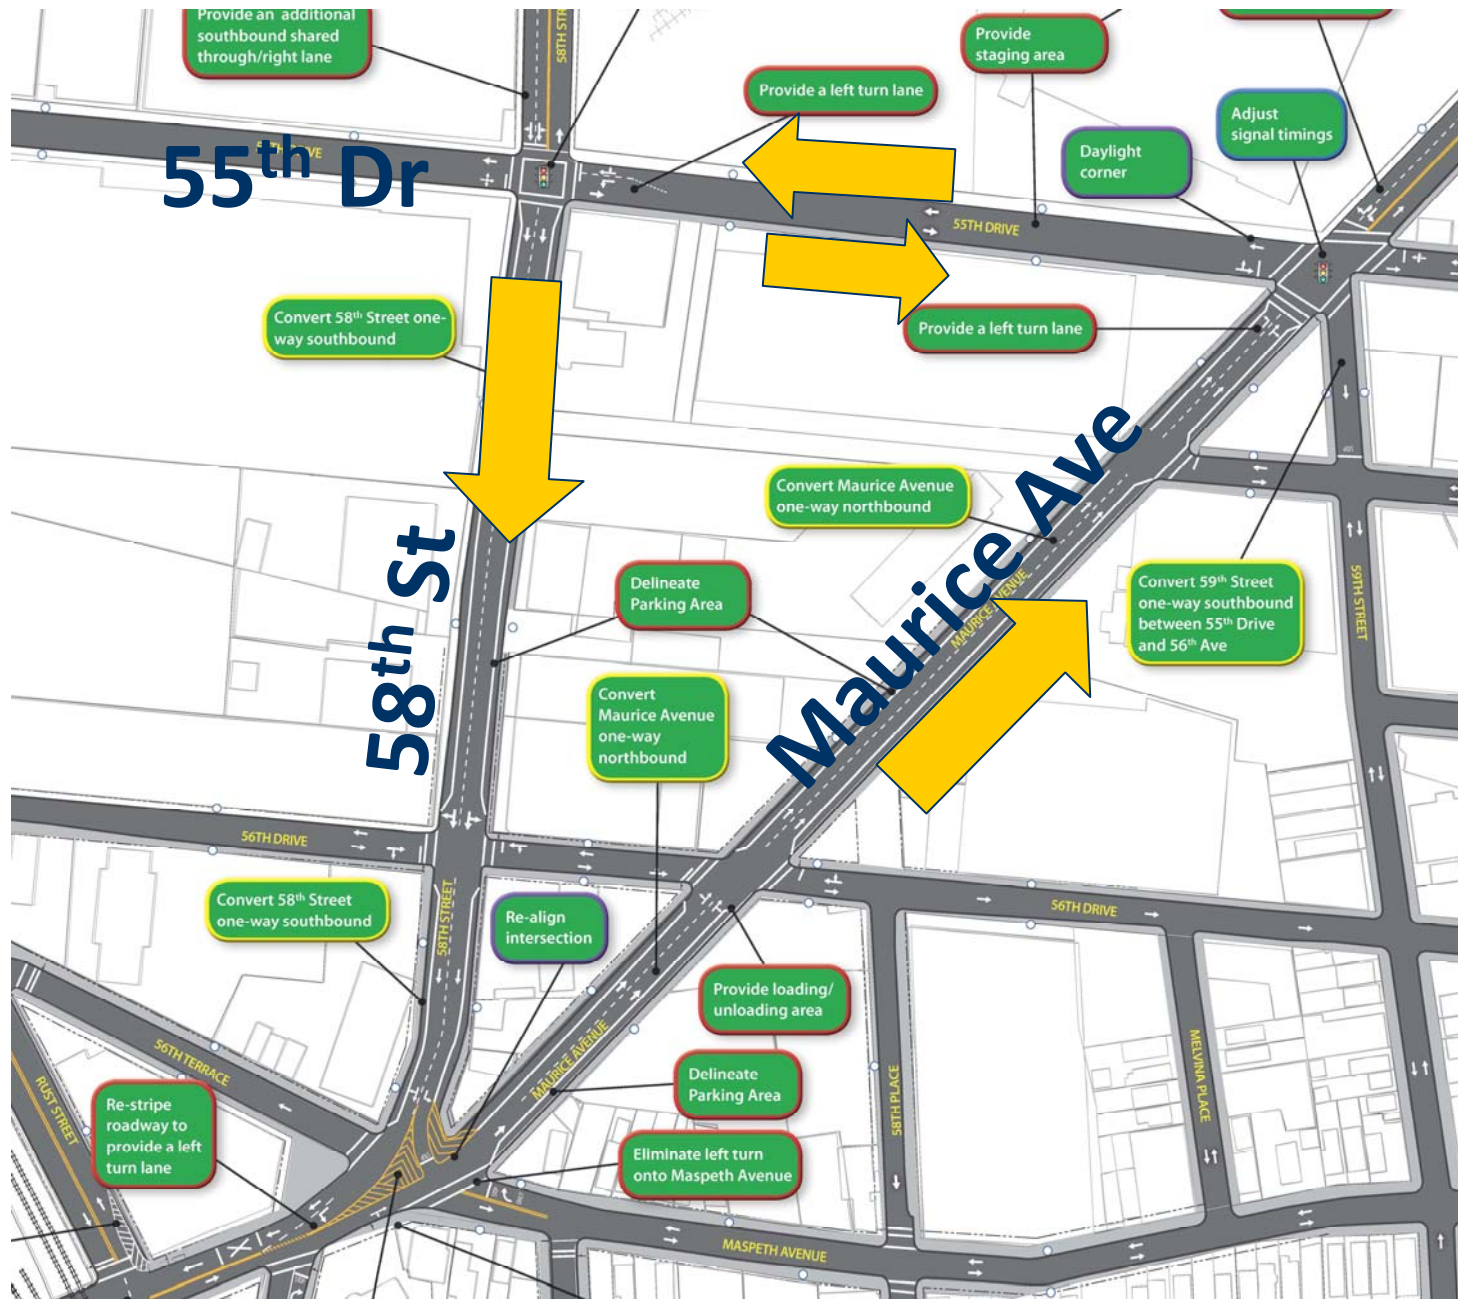 Provide an additional
southbound shared
through/right lane
58TH STR
Provide a left turn lane
Provide
staging area
Adjust
signal timings
Daylight
corner
55th Dr
55TH DRIVE
Convert 58th Street one-
way southbound
Provide a left turn lane
Convert Maurice Avenue
one-way northbound
Maurice Ave
MAURICE AVENUE
58th St
Delineate
Parking Area
Convert 59th Street
one-way southbound
between 55th Drive
and 56th Ave
59TH STREET
Convert
Maurice Avenue
one-way
northbound
56TH DRIVE
Convert 58th Street
one-way southbound
58TH STREET
Re-align
intersection
56TH DRIVE
Provide loading/
unloading area
56TH TERRACE
RUST STREET
MAURICE AVENUE
Delineate
Parking Area
58TH PLACE
MELVINA PLACE
Re-stripe
roadway to
provide a left
turn lane
Eliminate left turn
onto Maspeth Avenue
MASPETH AVENUE